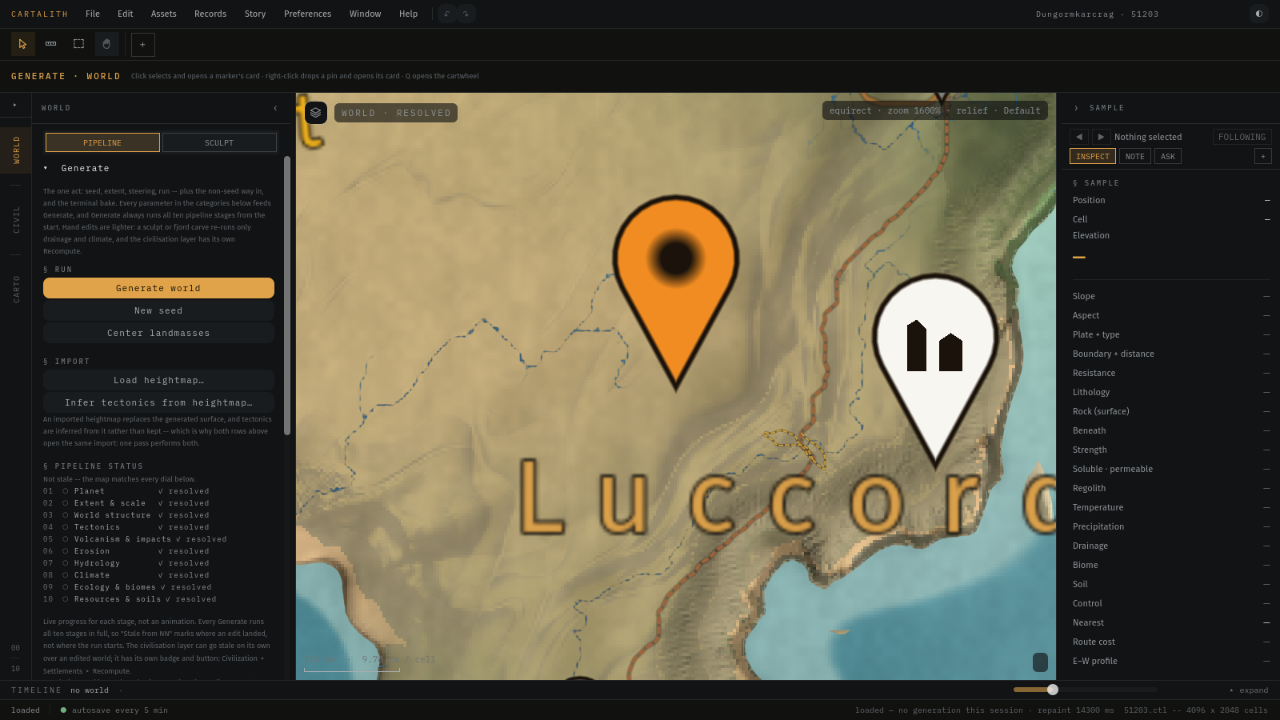 CARTALITH File Edit Assets Records Story Preferences Window Help
Dungormkarcrag · 51203
GENERATE · WORLD Click selects and opens a marker's card · right-click drops a pin and opens its card · Q opens the cartwheel
WORLD
CIVIL
CARTO
00
10
WORLD
PIPELINE SCULPT
Generate
The one act: seed, extent, steering, run — plus the non-seed way in,
and the terminal bake. Every parameter in the categories below feeds
Generate, and Generate always runs all ten pipeline stages from the
start. Hand edits are lighter: a sculpt or fjord carve re-runs only
drainage and climate, and the civilisation layer has its own
Recompute.
§ RUN
Generate world
New seed
Center landmasses
§ IMPORT
Load heightmap…
Infer tectonics from heightmap…
An imported heightmap replaces the generated surface, and tectonics
are inferred from it rather than kept — which is why both rows above
open the same import: one pass performs both.
§ PIPELINE STATUS
Not stale — the map matches every dial below.
01 ○ Planet √ resolved
02 ○ Extent & scale √ resolved
03 ○ World structure √ resolved
04 ○ Tectonics √ resolved
05 ○ Volcanism & impacts √ resolved
06 ○ Erosion √ resolved
07 ○ Hydrology √ resolved
08 ○ Climate √ resolved
09 ○ Ecology & biomes √ resolved
10 ○ Resources & soils √ resolved
Live progress for each stage, not an animation. Every Generate runs
all ten stages in full, so "Stale from NN" marks where an edit landed,
not where the run starts. The civilisation layer can go stale on its own
over an edited world; it has its own badge and button: Civilization ▸
Settlements ▸ Recompute.
WORLD · RESOLVED
equirect · zoom 1600% · relief · Default
t
Luccoro
/ cell
SAMPLE
Nothing selected FOLLOWING
INSPECT NOTE ASK +
§ SAMPLE
Position —
Cell —
Elevation
—
Slope —
Aspect —
Plate + type —
Boundary + distance —
Resistance —
Lithology —
Rock (surface) —
Beneath —
Strength —
Soluble · permeable —
Regolith —
Temperature —
Precipitation —
Drainage —
Biome —
Soil —
Control —
Nearest —
Route cost —
E–W profile —
TIMELINE no world ·
expand
loaded autosave every 5 min
loaded — no generation this session · repaint 14300 ms 51203.ctl -- 4096 x 2048 cells